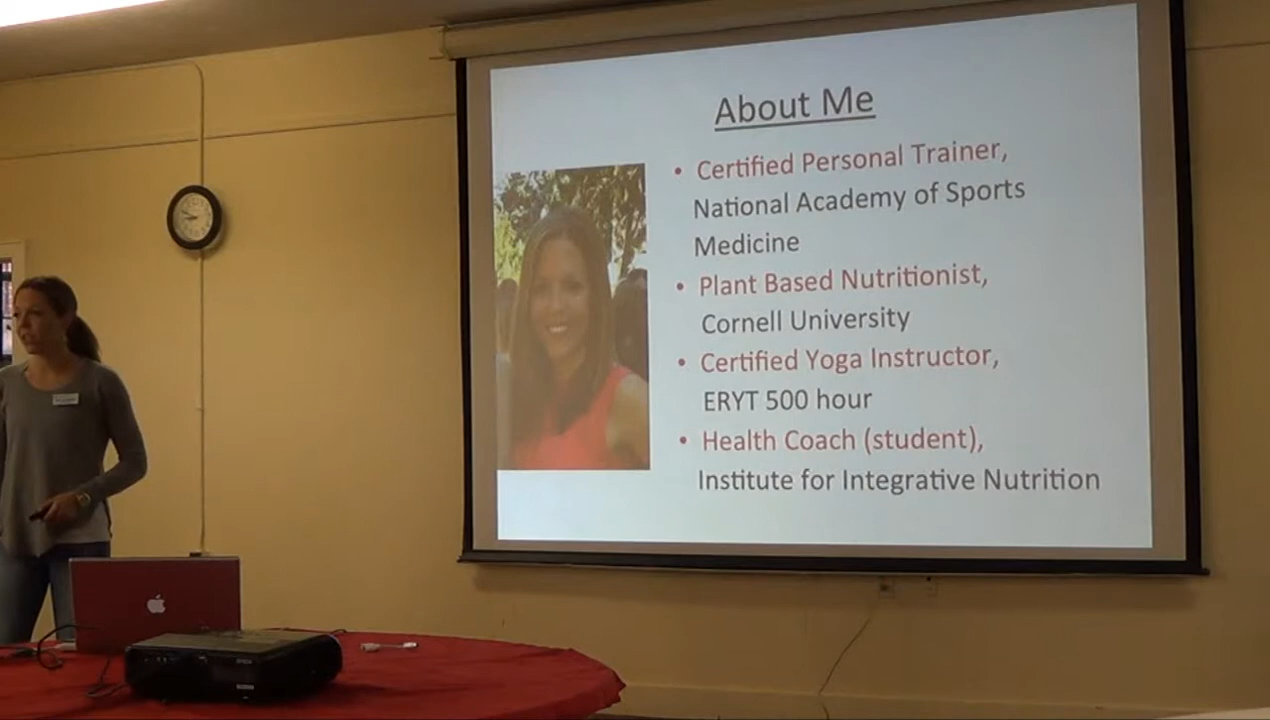 About Me
• Certified Personal Trainer,
National Academy of Sports
Medicine
• Plant Based Nutritionist,
Cornell University
• Certified Yoga Instructor,
ERYT 500 hour
• Health Coach (student),
Institute for Integrative Nutrition
EPSON